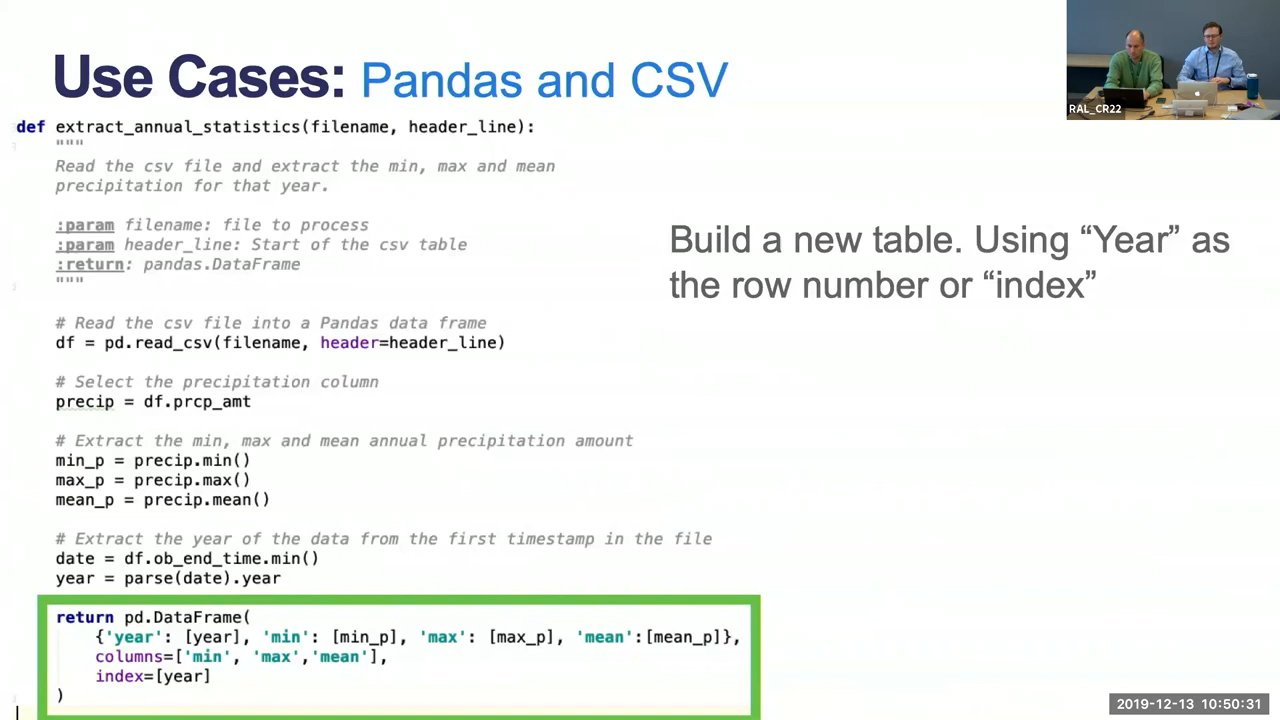 Use Cases: Pandas and CSV
RAL_CR22
def extract_annual_statistics(filename, header_line):
"""
Read the csv file and extract the min, max and mean
precipitation for that year.
:param filename: file to process
:param header_line: Start of the csv table
:return: pandas.DataFrame
"""
# Read the csv file into a Pandas data frame
df = pd.read_csv(filename, header=header_line)
# Select the precipitation column
precip = df.prcp_amt
# Extract the min, max and mean annual precipitation amount
min_p = precip.min()
max_p = precip.max()
mean_p = precip.mean()
# Extract the year of the data from the first timestamp in the file
date = df.ob_end_time.min()
year = parse(date).year
return pd.DataFrame(
{'year': [year], 'min': [min_p], 'max': [max_p], 'mean':[mean_p]},
columns=['min', 'max','mean'],
index=[year]
)
Build a new table. Using “Year” as
the row number or “index”
2019-12-13 10:50:31